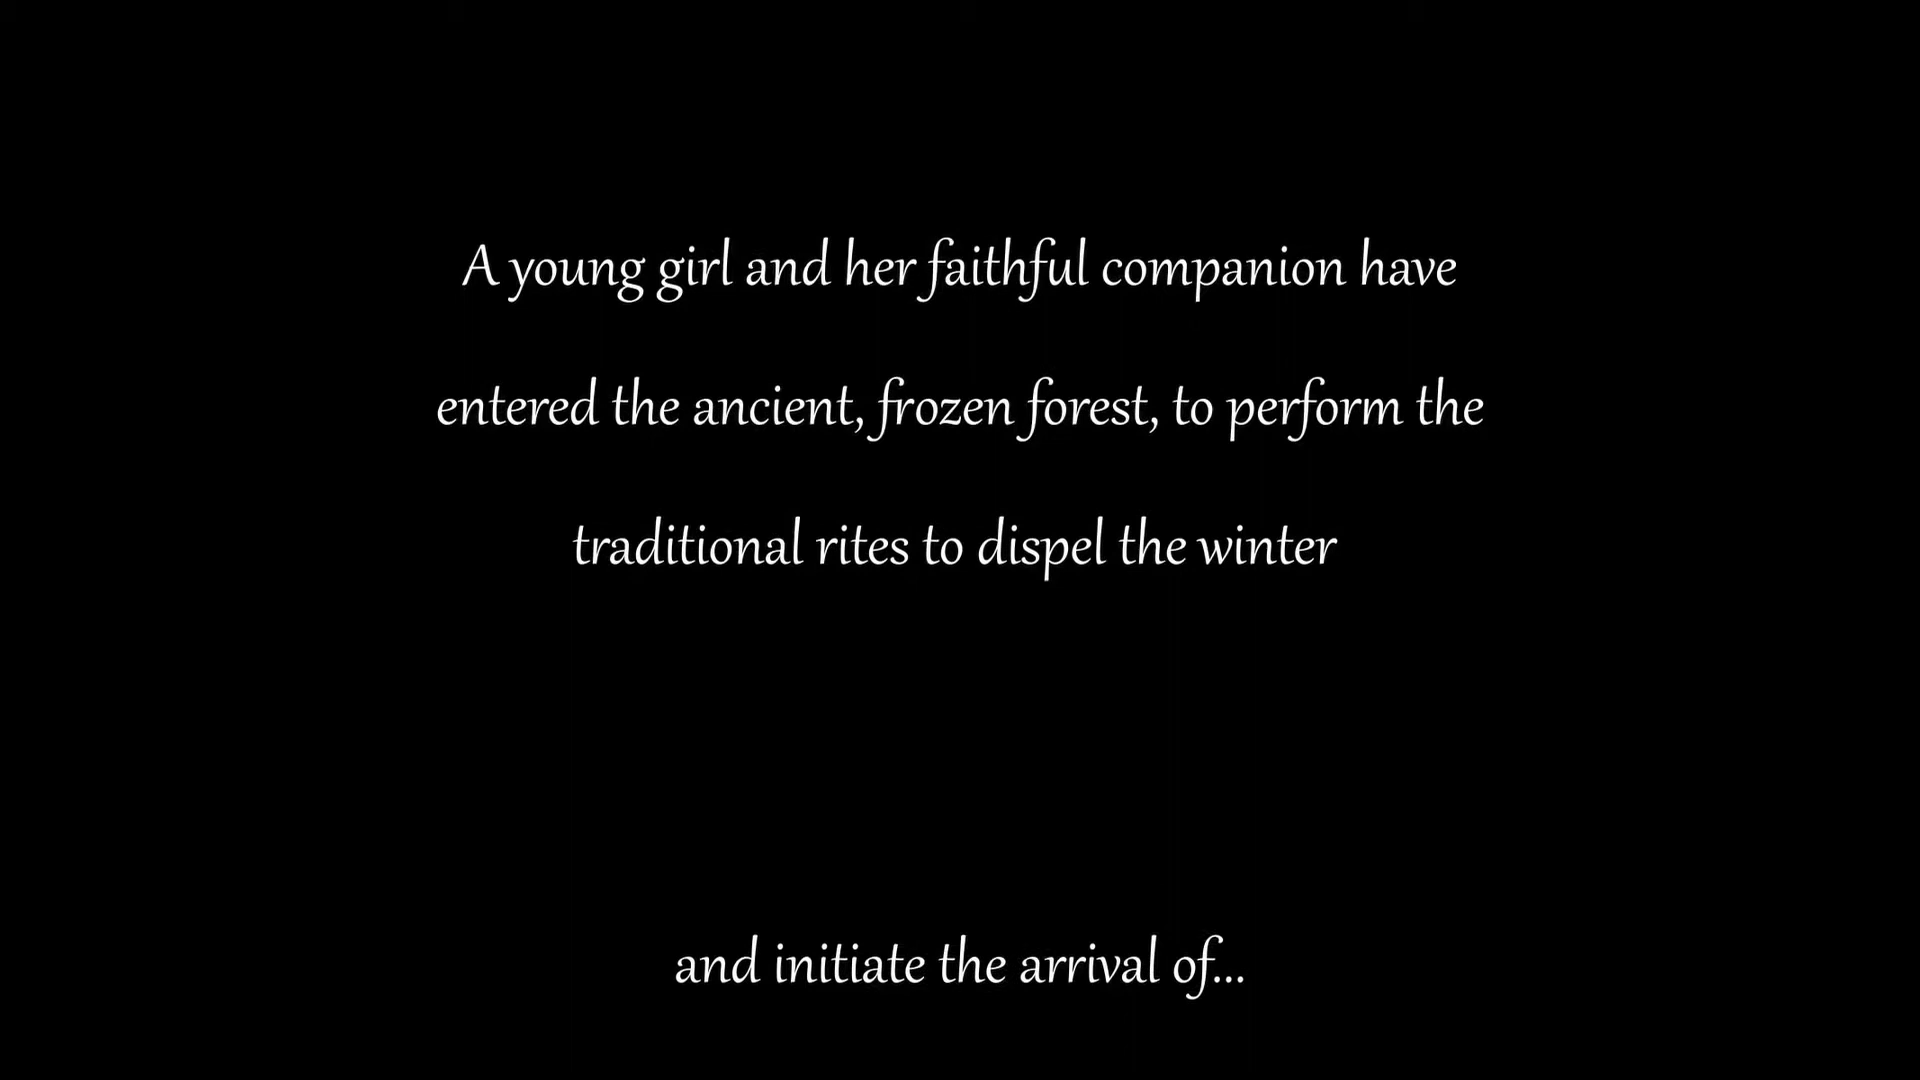 A young girl and her faithful companion have
entered the ancient, frozen forest, to perform the
traditional rites to dispel the winter
and initiate the arrival of...